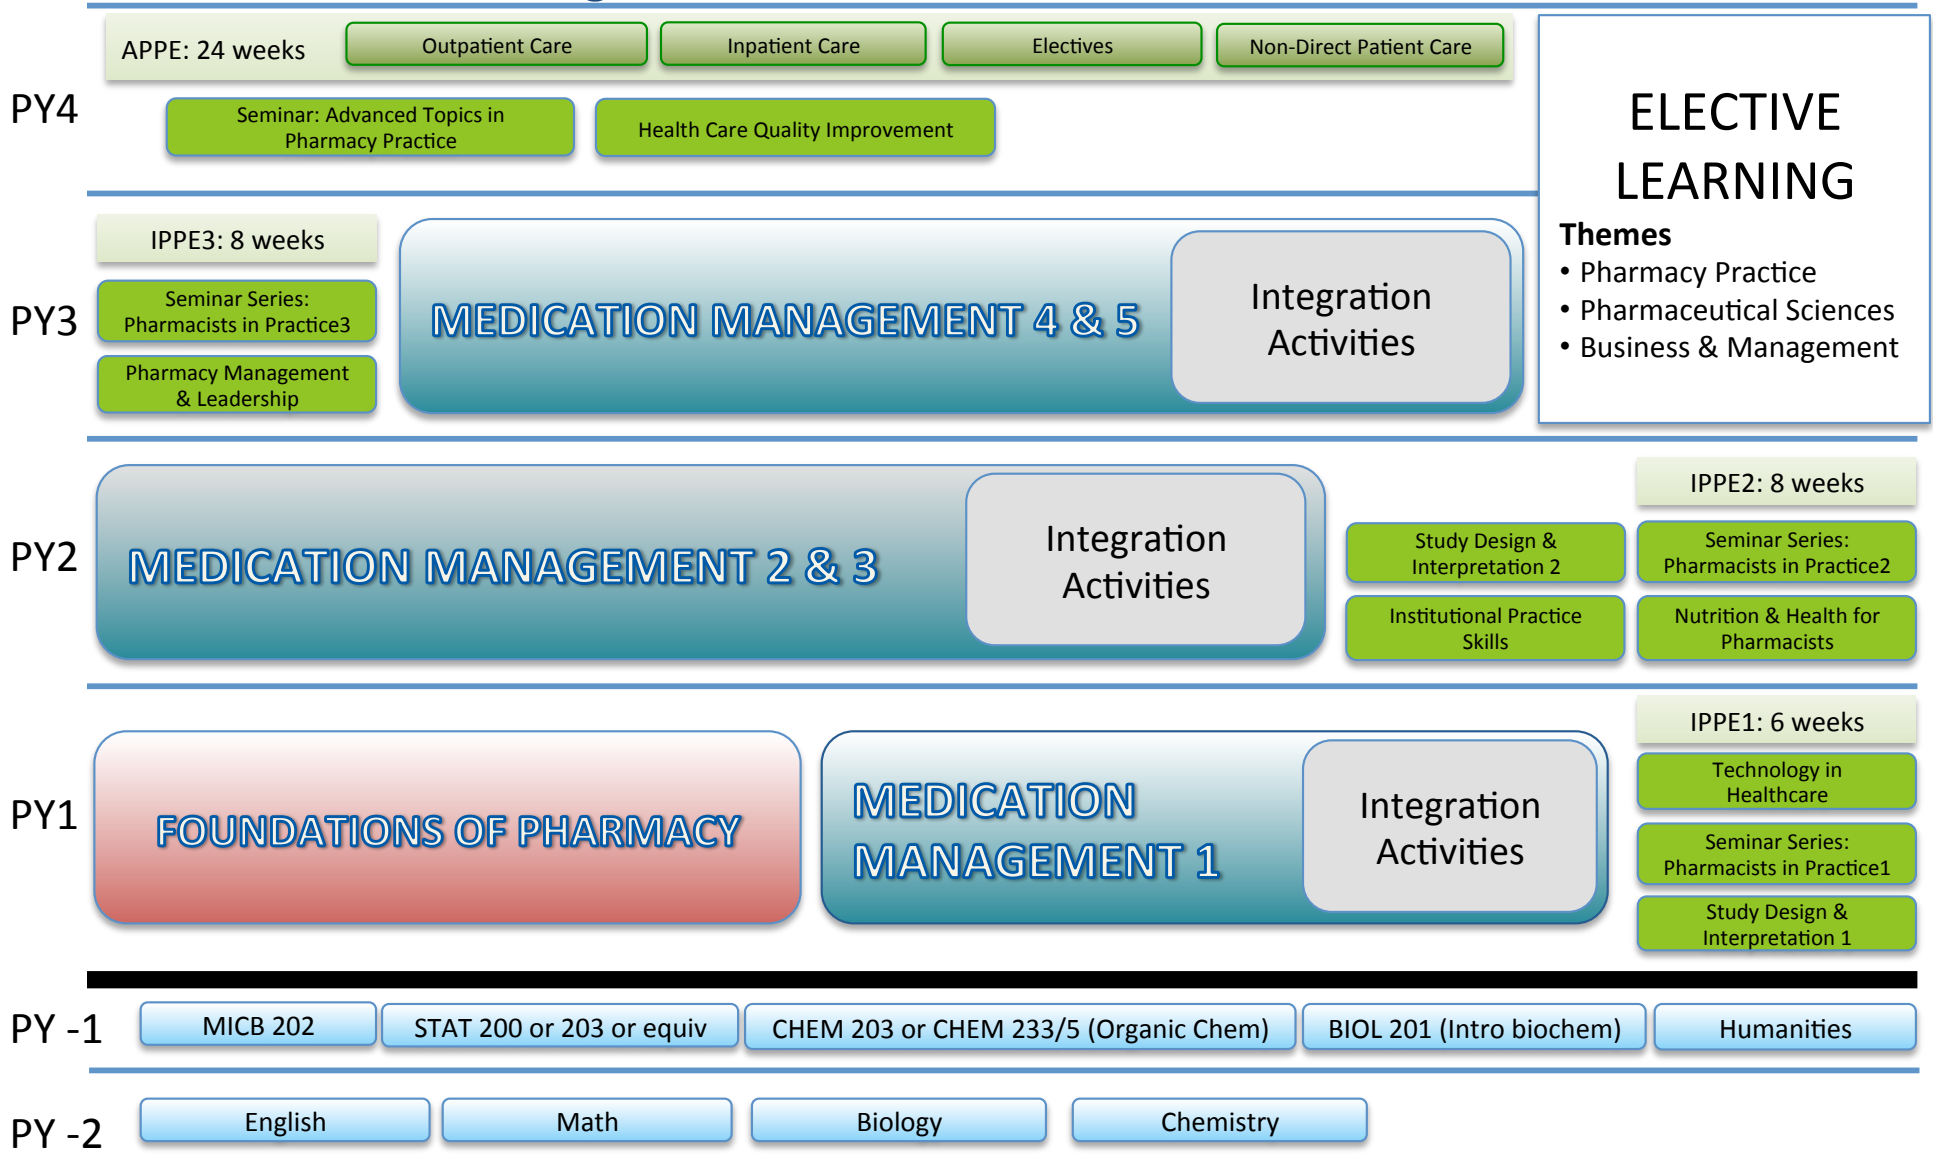 APPE: 24 weeks
Outpatient Care
Inpatient Care
Electives
Non-Direct Patient Care
PY4
Seminar: Advanced Topics in
Pharmacy Practice
Health Care Quality Improvement
ELECTIVE
LEARNING
Themes
• Pharmacy Practice
• Pharmaceutical Sciences
• Business & Management
PY3
IPPE3: 8 weeks
Seminar Series:
Pharmacists in Practice3
Pharmacy Management
& Leadership
MEDICATION MANAGEMENT 4 & 5
Integration
Activities
PY2
MEDICATION MANAGEMENT 2 & 3
Integration
Activities
Study Design &
Interpretation 2
Institutional Practice
Skills
IPPE2: 8 weeks
Seminar Series:
Pharmacists in Practice2
Nutrition & Health for
Pharmacists
PY1
FOUNDATIONS OF PHARMACY
MEDICATION
MANAGEMENT 1
Integration
Activities
IPPE1: 6 weeks
Technology in
Healthcare
Seminar Series:
Pharmacists in Practice1
Study Design &
Interpretation 1
PY -1
MICB 202
STAT 200 or 203 or equiv
CHEM 203 or CHEM 233/5 (Organic Chem)
BIOL 201 (Intro biochem)
Humanities
PY -2
English
Math
Biology
Chemistry